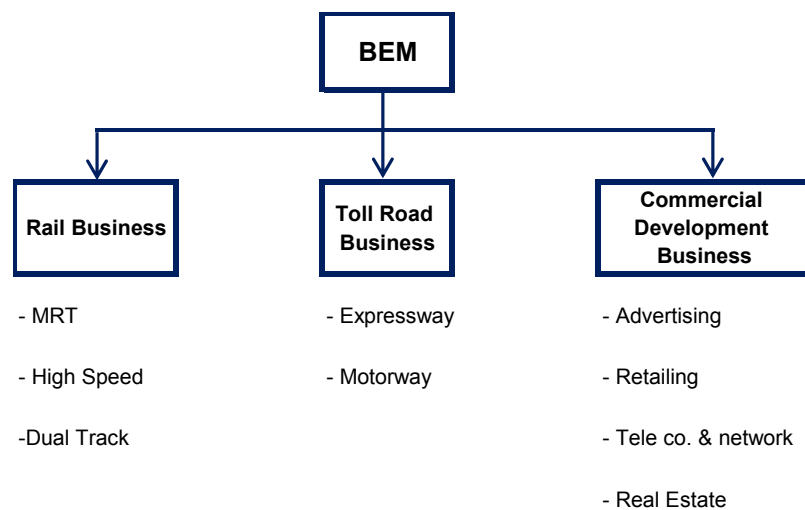 BEM
Rail Business
- MRT
- High Speed
-Dual Track
Toll Road
Business
- Expressway
- Motorway
Commercial
Development
Business
- Advertising
- Retailing
- Tele co. & network
- Real Estate